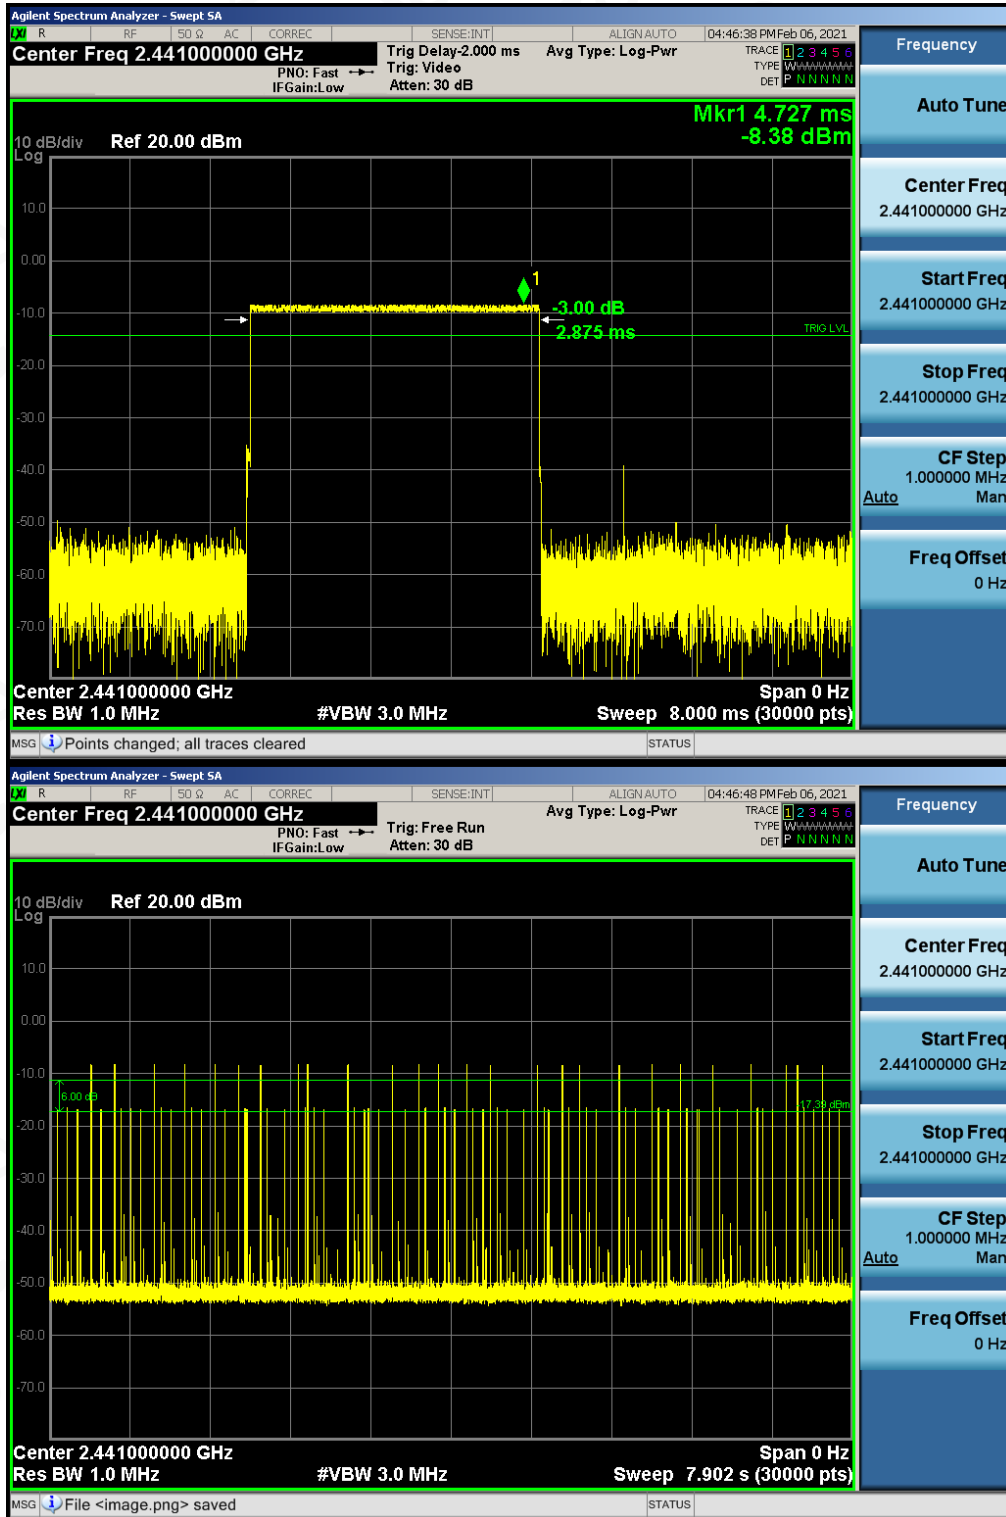 Agilent Spectrum Analyzer - Swept SA
LXI R RF 50 Ω AC CORREC SENSE:INT ALIGN AUTO 04:46:38 PM Feb 06, 2021
Center Freq 2.441000000 GHz
PNO: Fast
IFGain:Low
Trig Delay-2.000 ms
Trig: Video
Atten: 30 dB
Avg Type: Log-Pwr
TRACE 1 2 3 4 5 6
TYPE WWWWWW
DET P N N N N N
Mkr1 4.727 ms
-8.38 dBm
10 dB/div Ref 20.00 dBm
Log
10.0
0.00
-10.0
-20.0
-30.0
-40.0
-50.0
-60.0
-70.0
1
-3.00 dB
2.875 ms
TRIG LVL
Center 2.441000000 GHz Span 0 Hz
Res BW 1.0 MHz #VBW 3.0 MHz Sweep 8.000 ms (30000 pts)
MSG Points changed; all traces cleared STATUS
Frequency
Auto Tune
Center Freq
2.441000000 GHz
Start Freq
2.441000000 GHz
Stop Freq
2.441000000 GHz
CF Step
1.000000 MHz
Auto Man
Freq Offset
0 Hz
Agilent Spectrum Analyzer - Swept SA
LXI R RF 50 Ω AC CORREC SENSE:INT ALIGN AUTO 04:46:48 PM Feb 06, 2021
Center Freq 2.441000000 GHz
PNO: Fast
IFGain:Low
Trig: Free Run
Atten: 30 dB
Avg Type: Log-Pwr
TRACE 1 2 3 4 5 6
TYPE WWWWWW
DET P N N N N N
10 dB/div Ref 20.00 dBm
Log
10.0
0.00
-10.0
-20.0
-30.0
-40.0
-50.0
-60.0
-70.0
6.00 dB
-17.39 dBm
Center 2.441000000 GHz Span 0 Hz
Res BW 1.0 MHz #VBW 3.0 MHz Sweep 7.902 s (30000 pts)
MSG File <image.png> saved STATUS
Frequency
Auto Tune
Center Freq
2.441000000 GHz
Start Freq
2.441000000 GHz
Stop Freq
2.441000000 GHz
CF Step
1.000000 MHz
Auto Man
Freq Offset
0 Hz